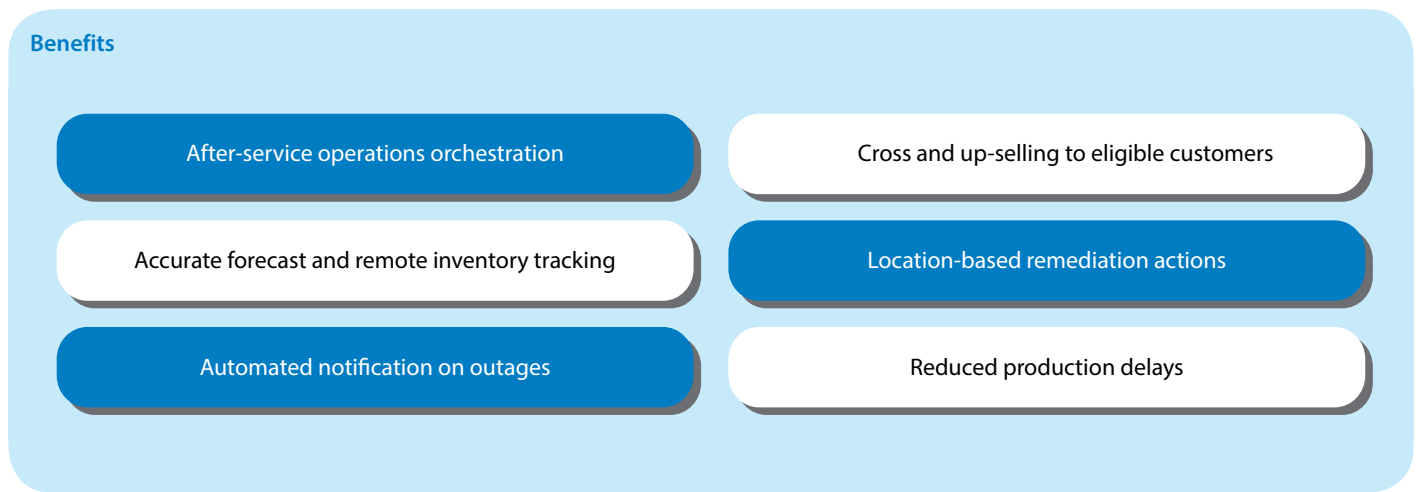 Benefits
After-service operations orchestration
Cross and up-selling to eligible customers
Accurate forecast and remote inventory tracking
Location-based remediation actions
Automated notification on outages
Reduced production delays